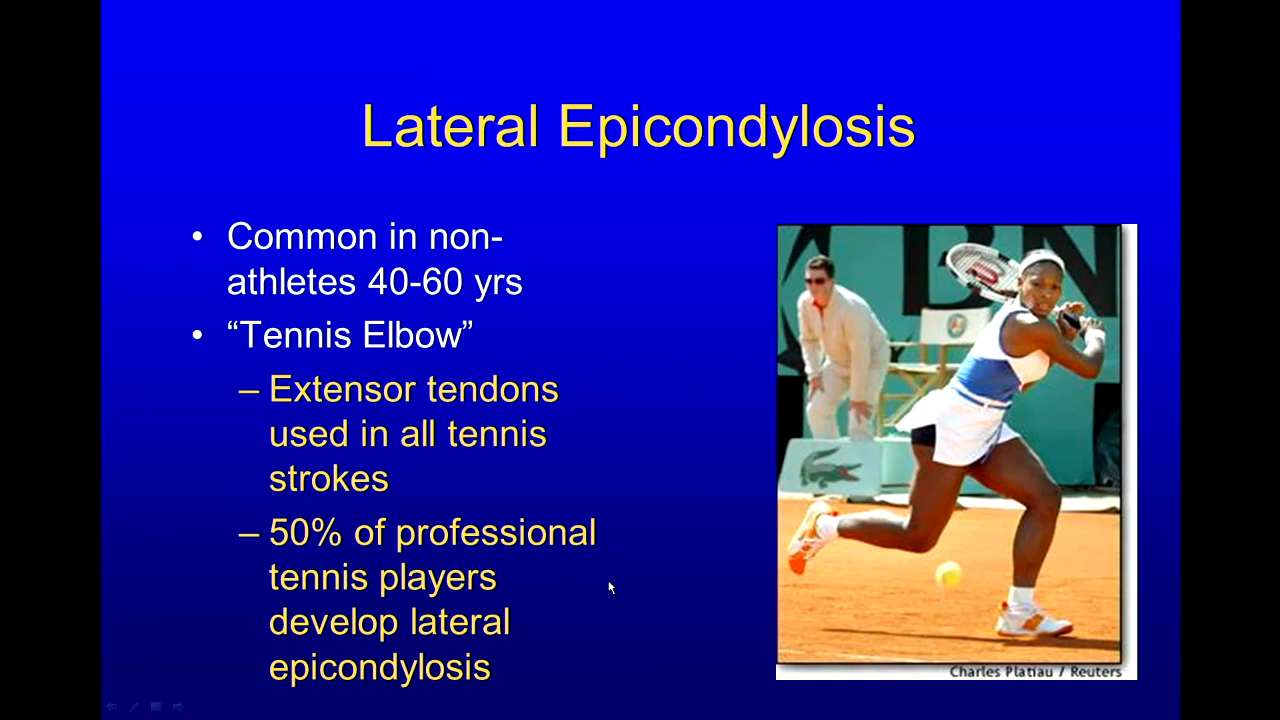 Lateral Epicondylosis
• Common in non-
athletes 40-60 yrs
• “Tennis Elbow”
– Extensor tendons
used in all tennis
strokes
– 50% of professional
tennis players
develop lateral
epicondylosis
Charles Platiau / Reuters